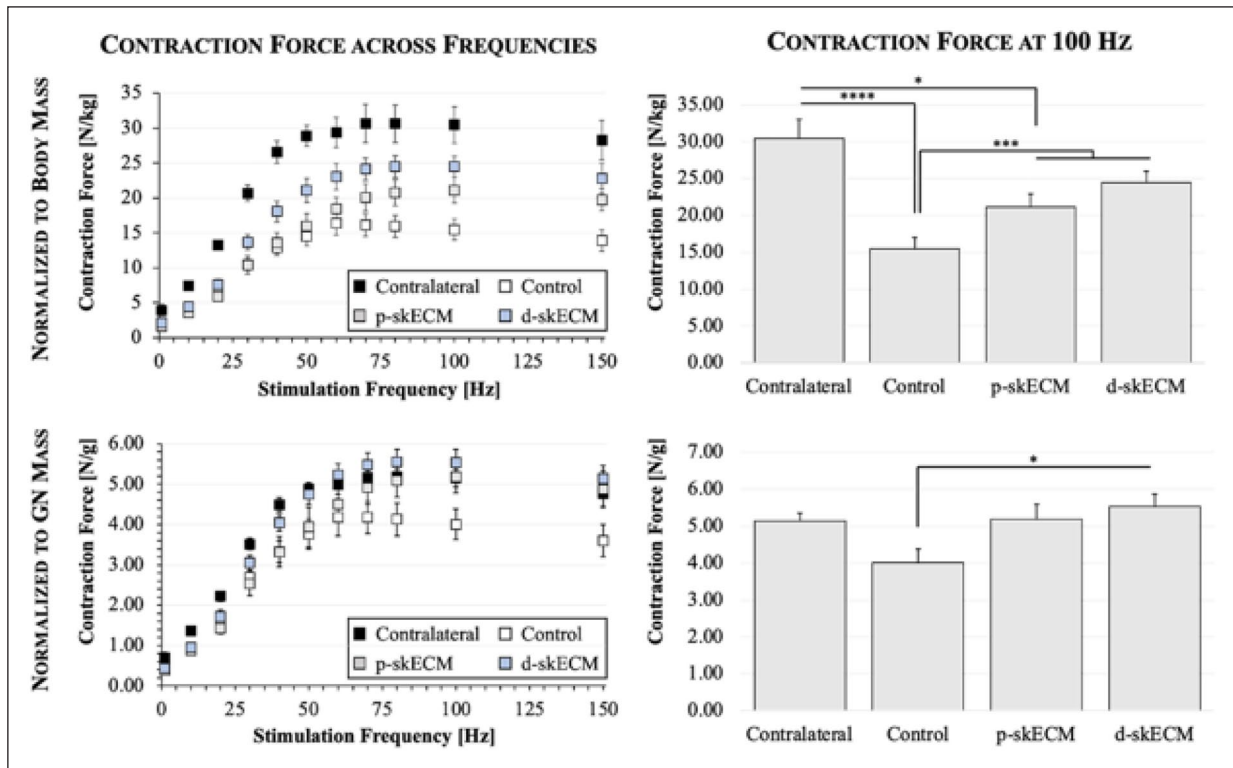 CONTRACTION FORCE ACROSS FREQUENCIES
NORMALIZED TO BODY MASS
Contraction Force [N/kg]
35
30
25
20
15
10
5
0
0 25 50 75 100 125 150
Stimulation Frequency [Hz]
Contralateral Control
p-skECM d-skECM
CONTRACTION FORCE AT 100 HZ
Contraction Force [N/kg]
35.00
30.00
25.00
20.00
15.00
10.00
5.00
0.00
*
****
***
Contralateral Control p-skECM d-skECM
NORMALIZED TO GN MASS
Contraction Force [N/g]
6.00
5.00
4.00
3.00
2.00
1.00
0.00
0 25 50 75 100 125 150
Stimulation Frequency [Hz]
Contralateral Control
p-skECM d-skECM
Contraction Force [N/g]
7.00
6.00
5.00
4.00
3.00
2.00
1.00
0.00
*
Contralateral Control p-skECM d-skECM